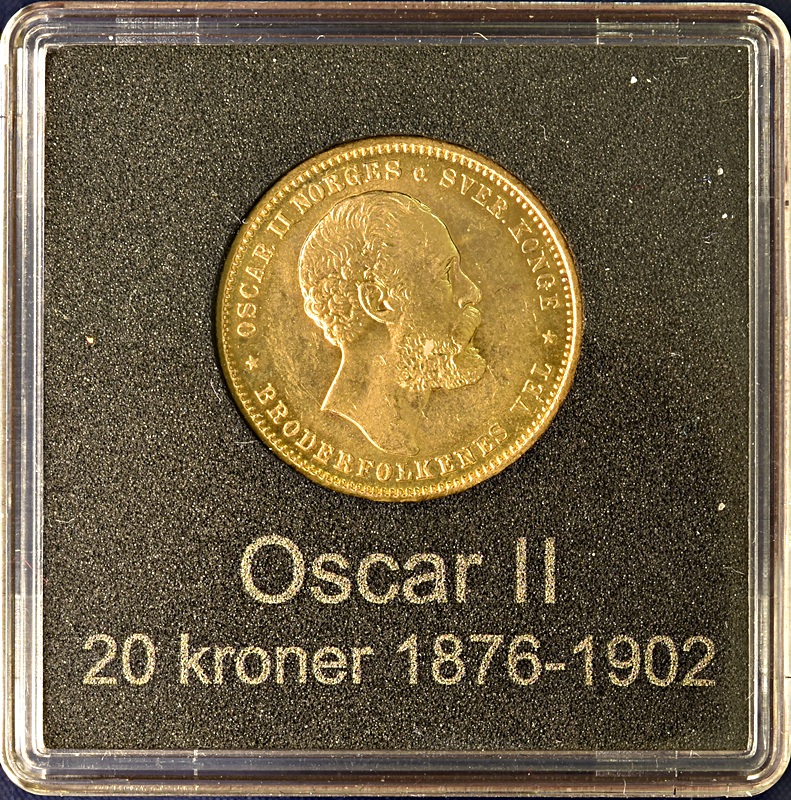 ★ OSCAR II NORGES & SVER. KONGE ★
BRODERFOLKENES VEL
Oscar II
20 kroner 1876-1902